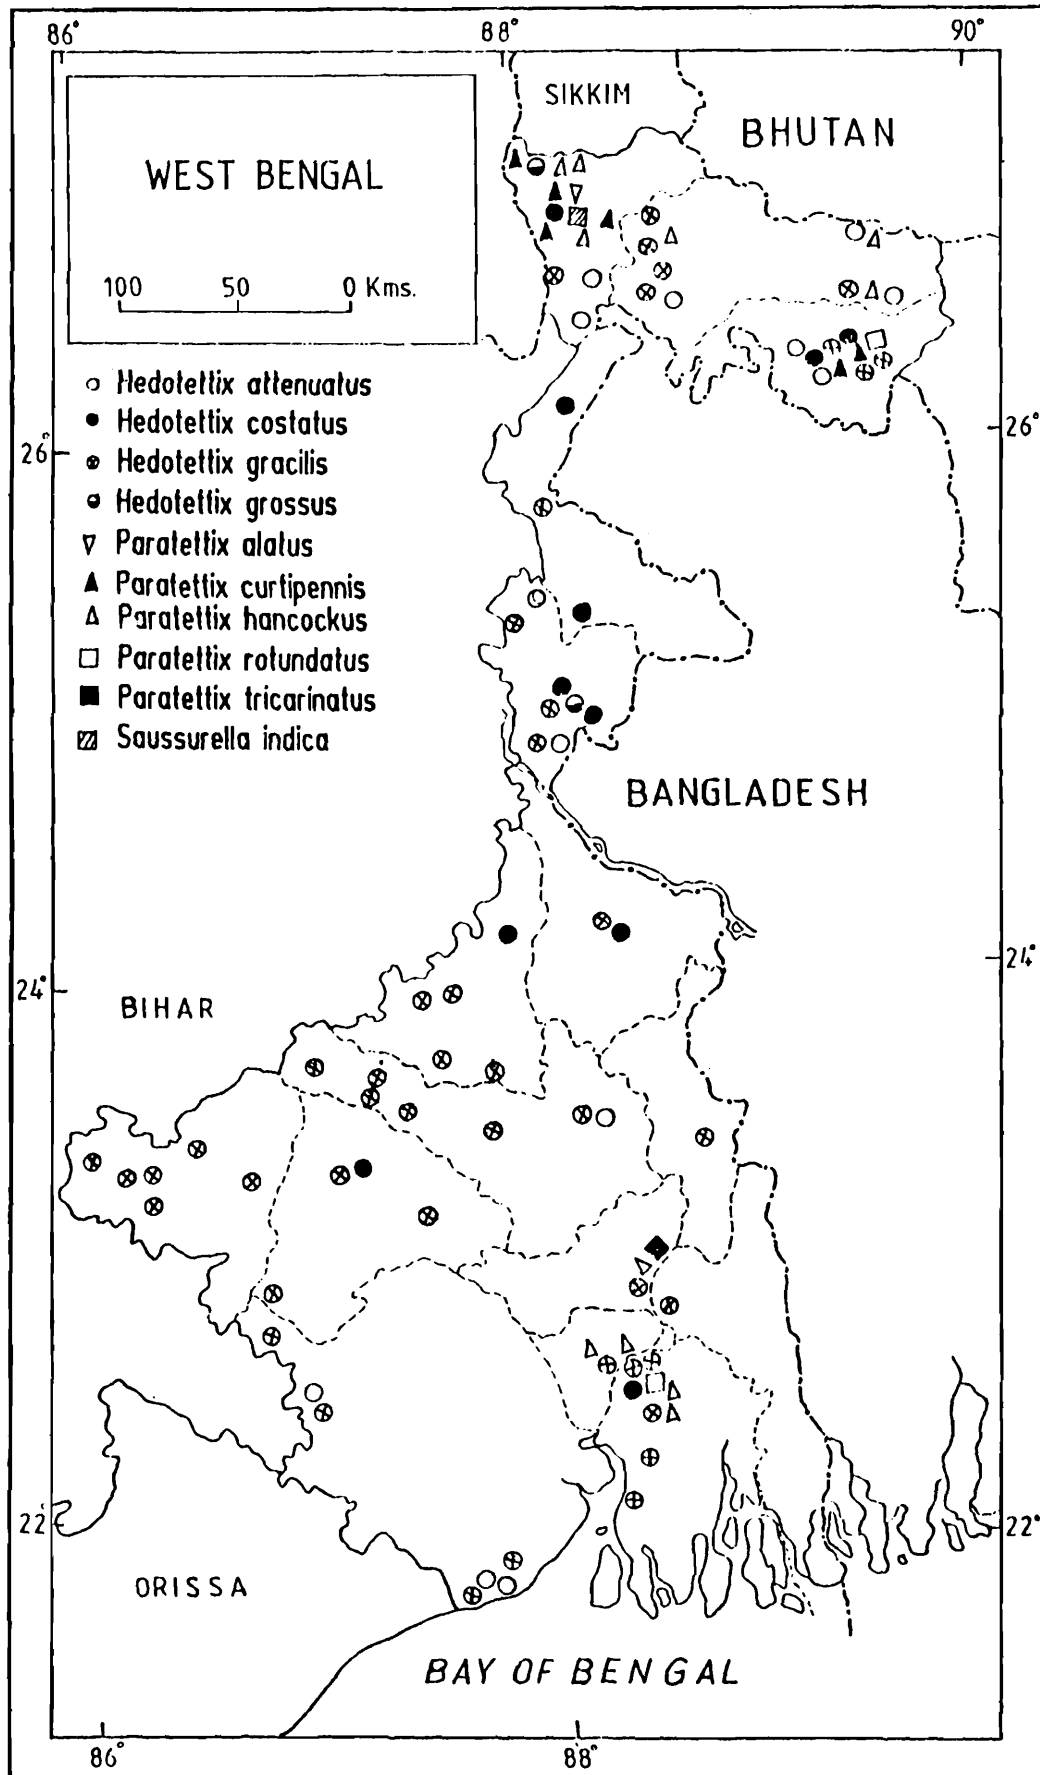 86° 88° 90°
SIKKIM
BHUTAN
WEST BENGAL
100 50 0 Kms.
Hedotettix attenuatus
Hedotettix costatus
26° 26°
Hedotettix gracilis
Hedotettix grossus
Paratettix alatus
Paratettix curtipennis
Paratettix hancockus
Paratettix rotundatus
Paratettix tricarinatus
Saussurella indica
BANGLADESH
24° 24°
BIHAR
22° 22°
ORISSA
BAY OF BENGAL
86° 88°